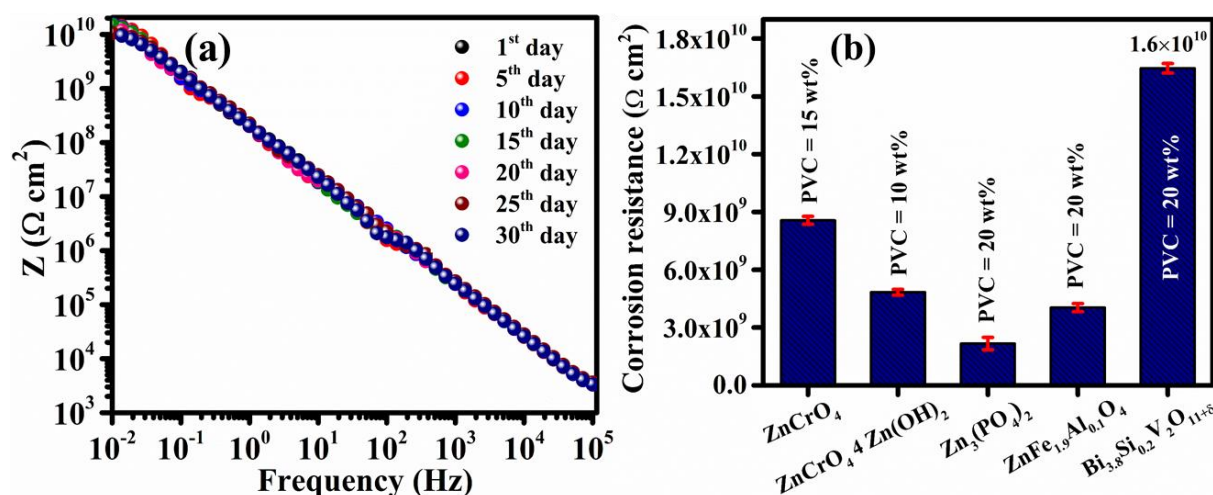 (a)
Z (Ω cm²)
10¹⁰
10⁹
10⁸
10⁷
10⁶
10⁵
10⁴
10³
10⁻²
10⁻¹
10⁰
10¹
10²
10³
10⁴
10⁵
Frequency (Hz)
1ˢᵗ day
5ᵗʰ day
10ᵗʰ day
15ᵗʰ day
20ᵗʰ day
25ᵗʰ day
30ᵗʰ day
(b)
Corrosion resistance (Ω cm²)
1.8x10¹⁰
1.5x10¹⁰
1.2x10¹⁰
9.0x10⁹
6.0x10⁹
3.0x10⁹
0.0
PVC = 15 wt%
PVC = 10 wt%
PVC = 20 wt%
PVC = 20 wt%
1.6×10¹⁰
PVC = 20 wt%
ZnCrO₄
ZnCrO₄ 4 Zn(OH)₂
Zn₃(PO₄)₂
ZnFe₁.₉Al₀.₁O₄
Bi₃.₈Si₀.₂V₂O₁₁₊δ